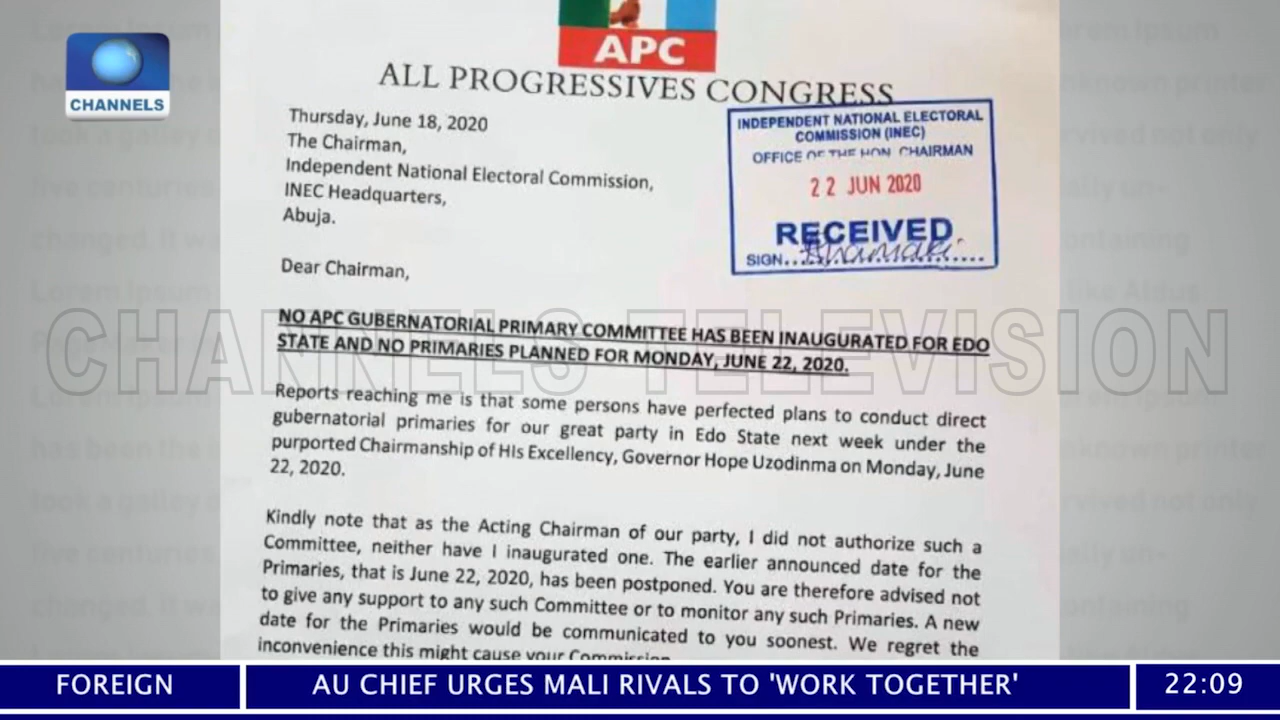 CHANNELS
APC
ALL PROGRESSIVES CONGRESS
Thursday, June 18, 2020
The Chairman,
Independent National Electoral Commission,
INEC Headquarters,
Abuja.
INDEPENDENT NATIONAL ELECTORAL
COMMISSION (INEC)
OFFICE OF THE HON. CHAIRMAN
22 JUN 2020
RECEIVED
SIGN
Dear Chairman,
NO APC GUBERNATORIAL PRIMARY COMMITTEE HAS BEEN INAUGURATED FOR EDO
STATE AND NO PRIMARIES PLANNED FOR MONDAY, JUNE 22, 2020.
CHANNELS TELEVISION
Reports reaching me is that some persons have perfected plans to conduct direct
gubernatorial primaries for our great party in Edo State next week under the
purported Chairmanship of His Excellency, Governor Hope Uzodinma on Monday, June
22, 2020.
Kindly note that as the Acting Chairman of our party, I did not authorize such a
Committee, neither have I inaugurated one. The earlier announced date for the
Primaries, that is June 22, 2020, has been postponed. You are therefore advised not
to give any support to any such Committee or to monitor any such Primaries. A new
date for the Primaries would be communicated to you soonest. We regret the
inconvenience this might cause your Commission
FOREIGN
AU CHIEF URGES MALI RIVALS TO 'WORK TOGETHER'
22:09